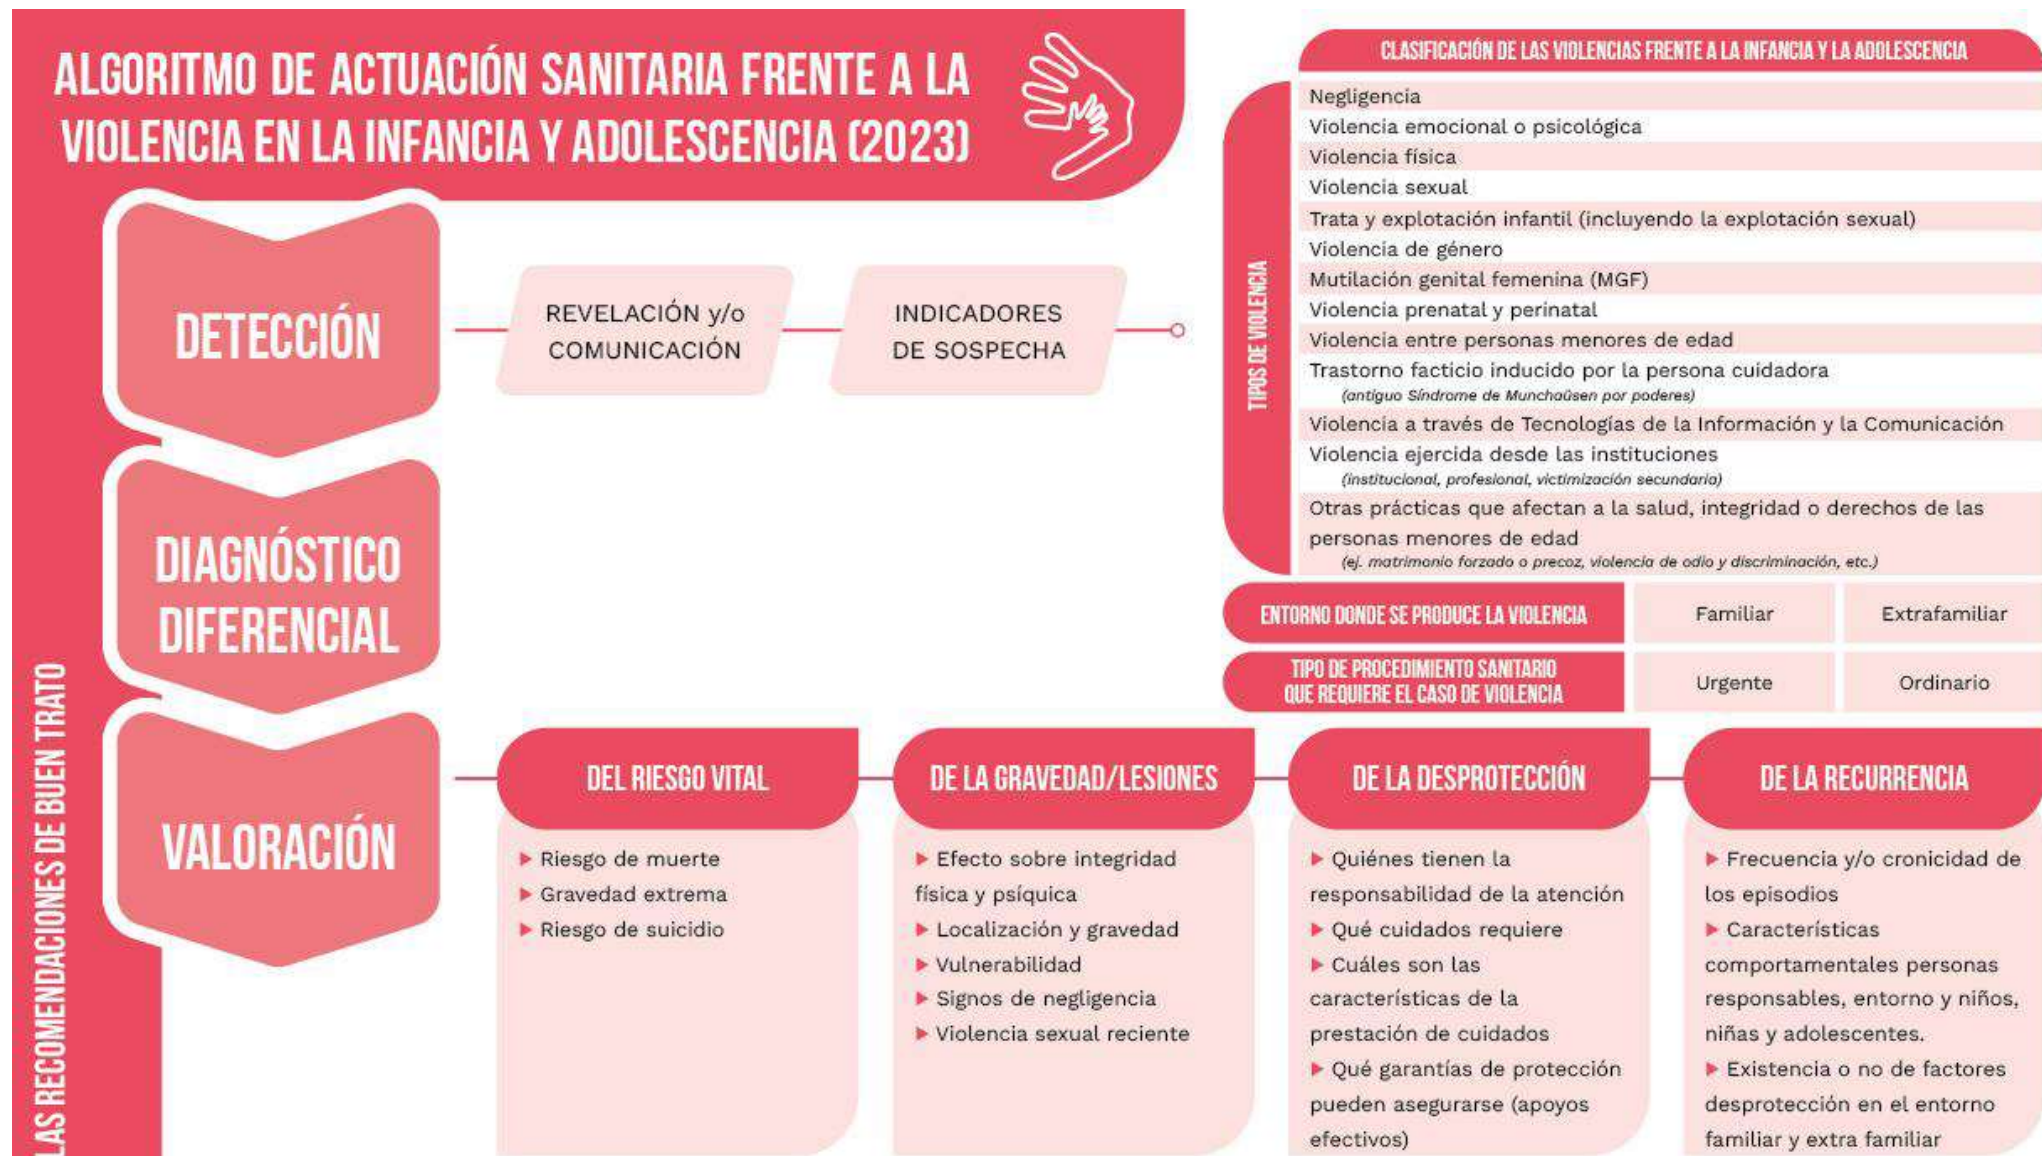 ALGORITMO DE ACTUACIÓN SANITARIA FRENTE A LA
VIOLENCIA EN LA INFANCIA Y ADOLESCENCIA (2023)
DETECCIÓN
REVELACIÓN y/o
COMUNICACIÓN
INDICADORES
DE SOSPECHA
CLASIFICACIÓN DE LAS VIOLENCIAS FRENTE A LA INFANCIA Y LA ADOLESCENCIA
TIPOS DE VIOLENCIA
Negligencia
Violencia emocional o psicológica
Violencia física
Violencia sexual
Trata y explotación infantil (incluyendo la explotación sexual)
Violencia de género
Mutilación genital femenina (MGF)
Violencia prenatal y perinatal
Violencia entre personas menores de edad
Trastorno facticio inducido por la persona cuidadora
(antiguo Síndrome de Munchaüsen por poderes)
Violencia a través de Tecnologías de la Información y la Comunicación
Violencia ejercida desde las instituciones
(institucional, profesional, victimización secundaria)
Otras prácticas que afectan a la salud, integridad o derechos de las
personas menores de edad
(ej. matrimonio forzado o precoz, violencia de odio y discriminación, etc.)
ENTORNO DONDE SE PRODUCE LA VIOLENCIA
Familiar
Extrafamiliar
TIPO DE PROCEDIMIENTO SANITARIO
QUE REQUIERE EL CASO DE VIOLENCIA
Urgente
Ordinario
DIAGNÓSTICO
DIFERENCIAL
VALORACIÓN
DEL RIESGO VITAL
Riesgo de muerte
Gravedad extrema
Riesgo de suicidio
DE LA GRAVEDAD/LESIONES
Efecto sobre integridad
física y psíquica
Localización y gravedad
Vulnerabilidad
Signos de negligencia
Violencia sexual reciente
DE LA DESPROTECCIÓN
Quiénes tienen la
responsabilidad de la atención
Qué cuidados requiere
Cuáles son las
características de la
prestación de cuidados
Qué garantías de protección
pueden asegurarse (apoyos
efectivos)
DE LA RECURRENCIA
Frecuencia y/o cronicidad de
los episodios
Características
comportamentales personas
responsables, entorno y niños,
niñas y adolescentes.
Existencia o no de factores
desprotección en el entorno
familiar y extra familiar
LAS RECOMENDACIONES DE BUEN TRATO